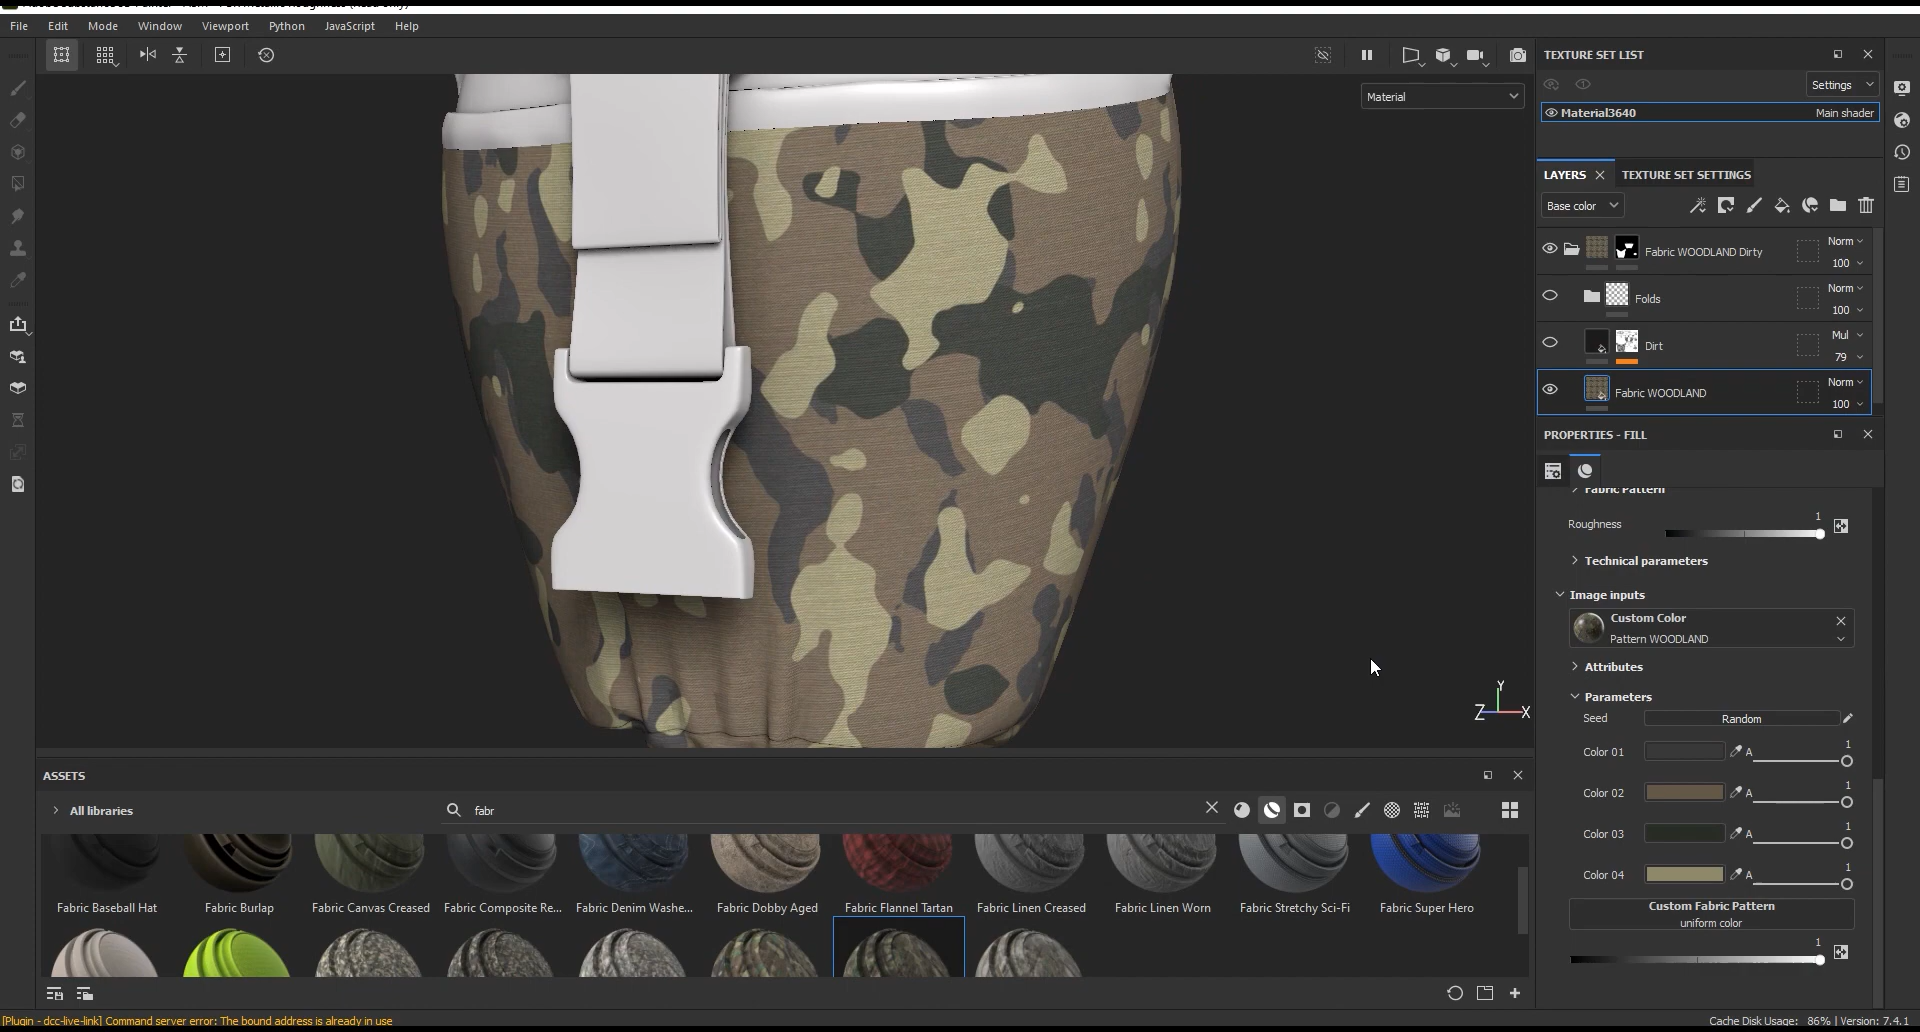 File Edit Mode Window Viewport Python JavaScript Help
Material
TEXTURE SET LIST
Settings
Material3640 Main shader
LAYERS TEXTURE SET SETTINGS
Base color
Fabric WOODLAND Dirty Norm
100
Folds Norm
100
Dirt Mul
79
Fabric WOODLAND Norm
100
PROPERTIES - FILL
Fabric Pattern
Roughness 1
Technical parameters
Image inputs
Custom Color
Pattern WOODLAND
Attributes
Parameters
Seed Random
Color 01 A 1
Color 02 A 1
Color 03 A 1
Color 04 A 1
Custom Fabric Pattern
uniform color
1
Y
Z X
ASSETS
All libraries fabr
Fabric Baseball Hat Fabric Burlap Fabric Canvas Creased Fabric Composite Re... Fabric Denim Washe... Fabric Dobby Aged Fabric Flannel Tartan Fabric Linen Creased Fabric Linen Worn Fabric Stretchy Sci-Fi Fabric Super Hero
[Plugin - dcc-live-link] Command server error: The bound address is already in use
Cache Disk Usage: 86% | Version: 7.4.1